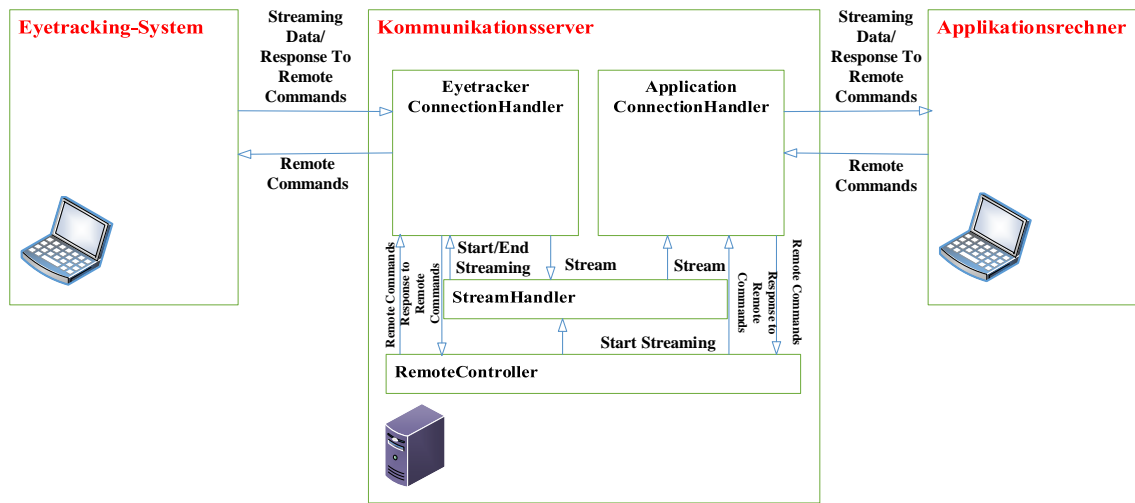 Eyetracking-System
Streaming
Data/
Response To
Remote
Commands
Remote
Commands
Kommunikationsserver
Eyetracker
ConnectionHandler
Application
ConnectionHandler
Streaming
Data/
Response To
Remote
Commands
Remote
Commands
Applikationsrechner
Remote Commands
Response to
Remote
Commands
Start/End
Streaming
Stream
Stream
StreamHandler
Start Streaming
Commands
Remote
Response to
Remote Commands
RemoteController